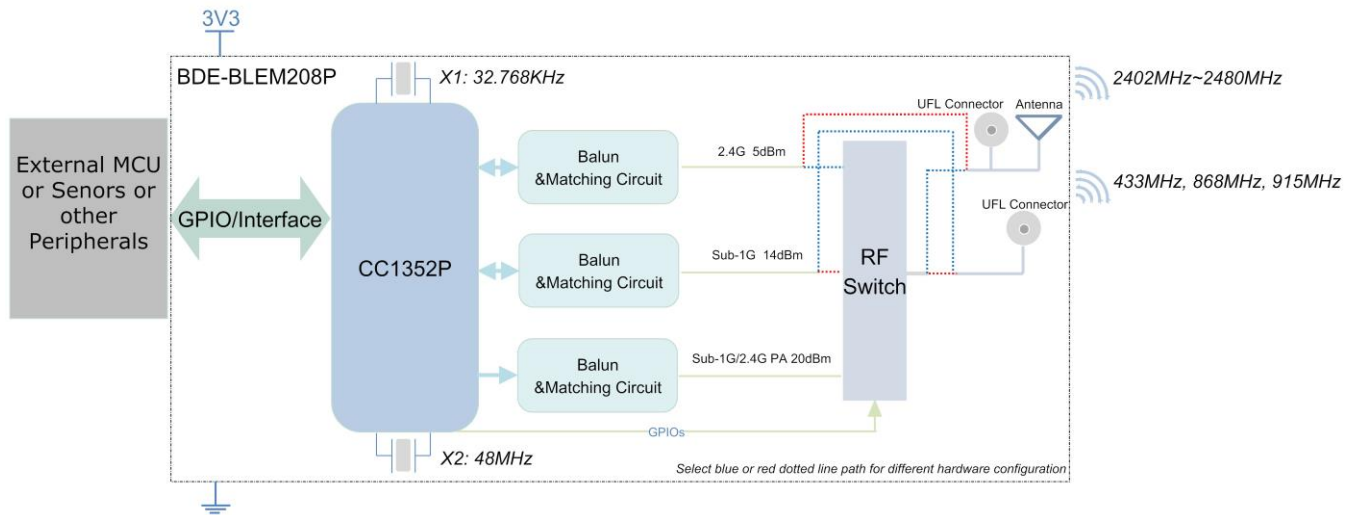 3V3
BDE-BLEM208P
X1: 32.768KHz
2402MHz~2480MHz
UFL Connector
Antenna
External MCU
or Senors or
other
Peripherals
GPIO/Interface
CC1352P
Balun
&Matching Circuit
2.4G 5dBm
433MHz, 868MHz, 915MHz
UFL Connector
Balun
&Matching Circuit
Sub-1G 14dBm
RF
Switch
Balun
&Matching Circuit
Sub-1G/2.4G PA 20dBm
GPIOs
X2: 48MHz
Select blue or red dotted line path for different hardware configuration